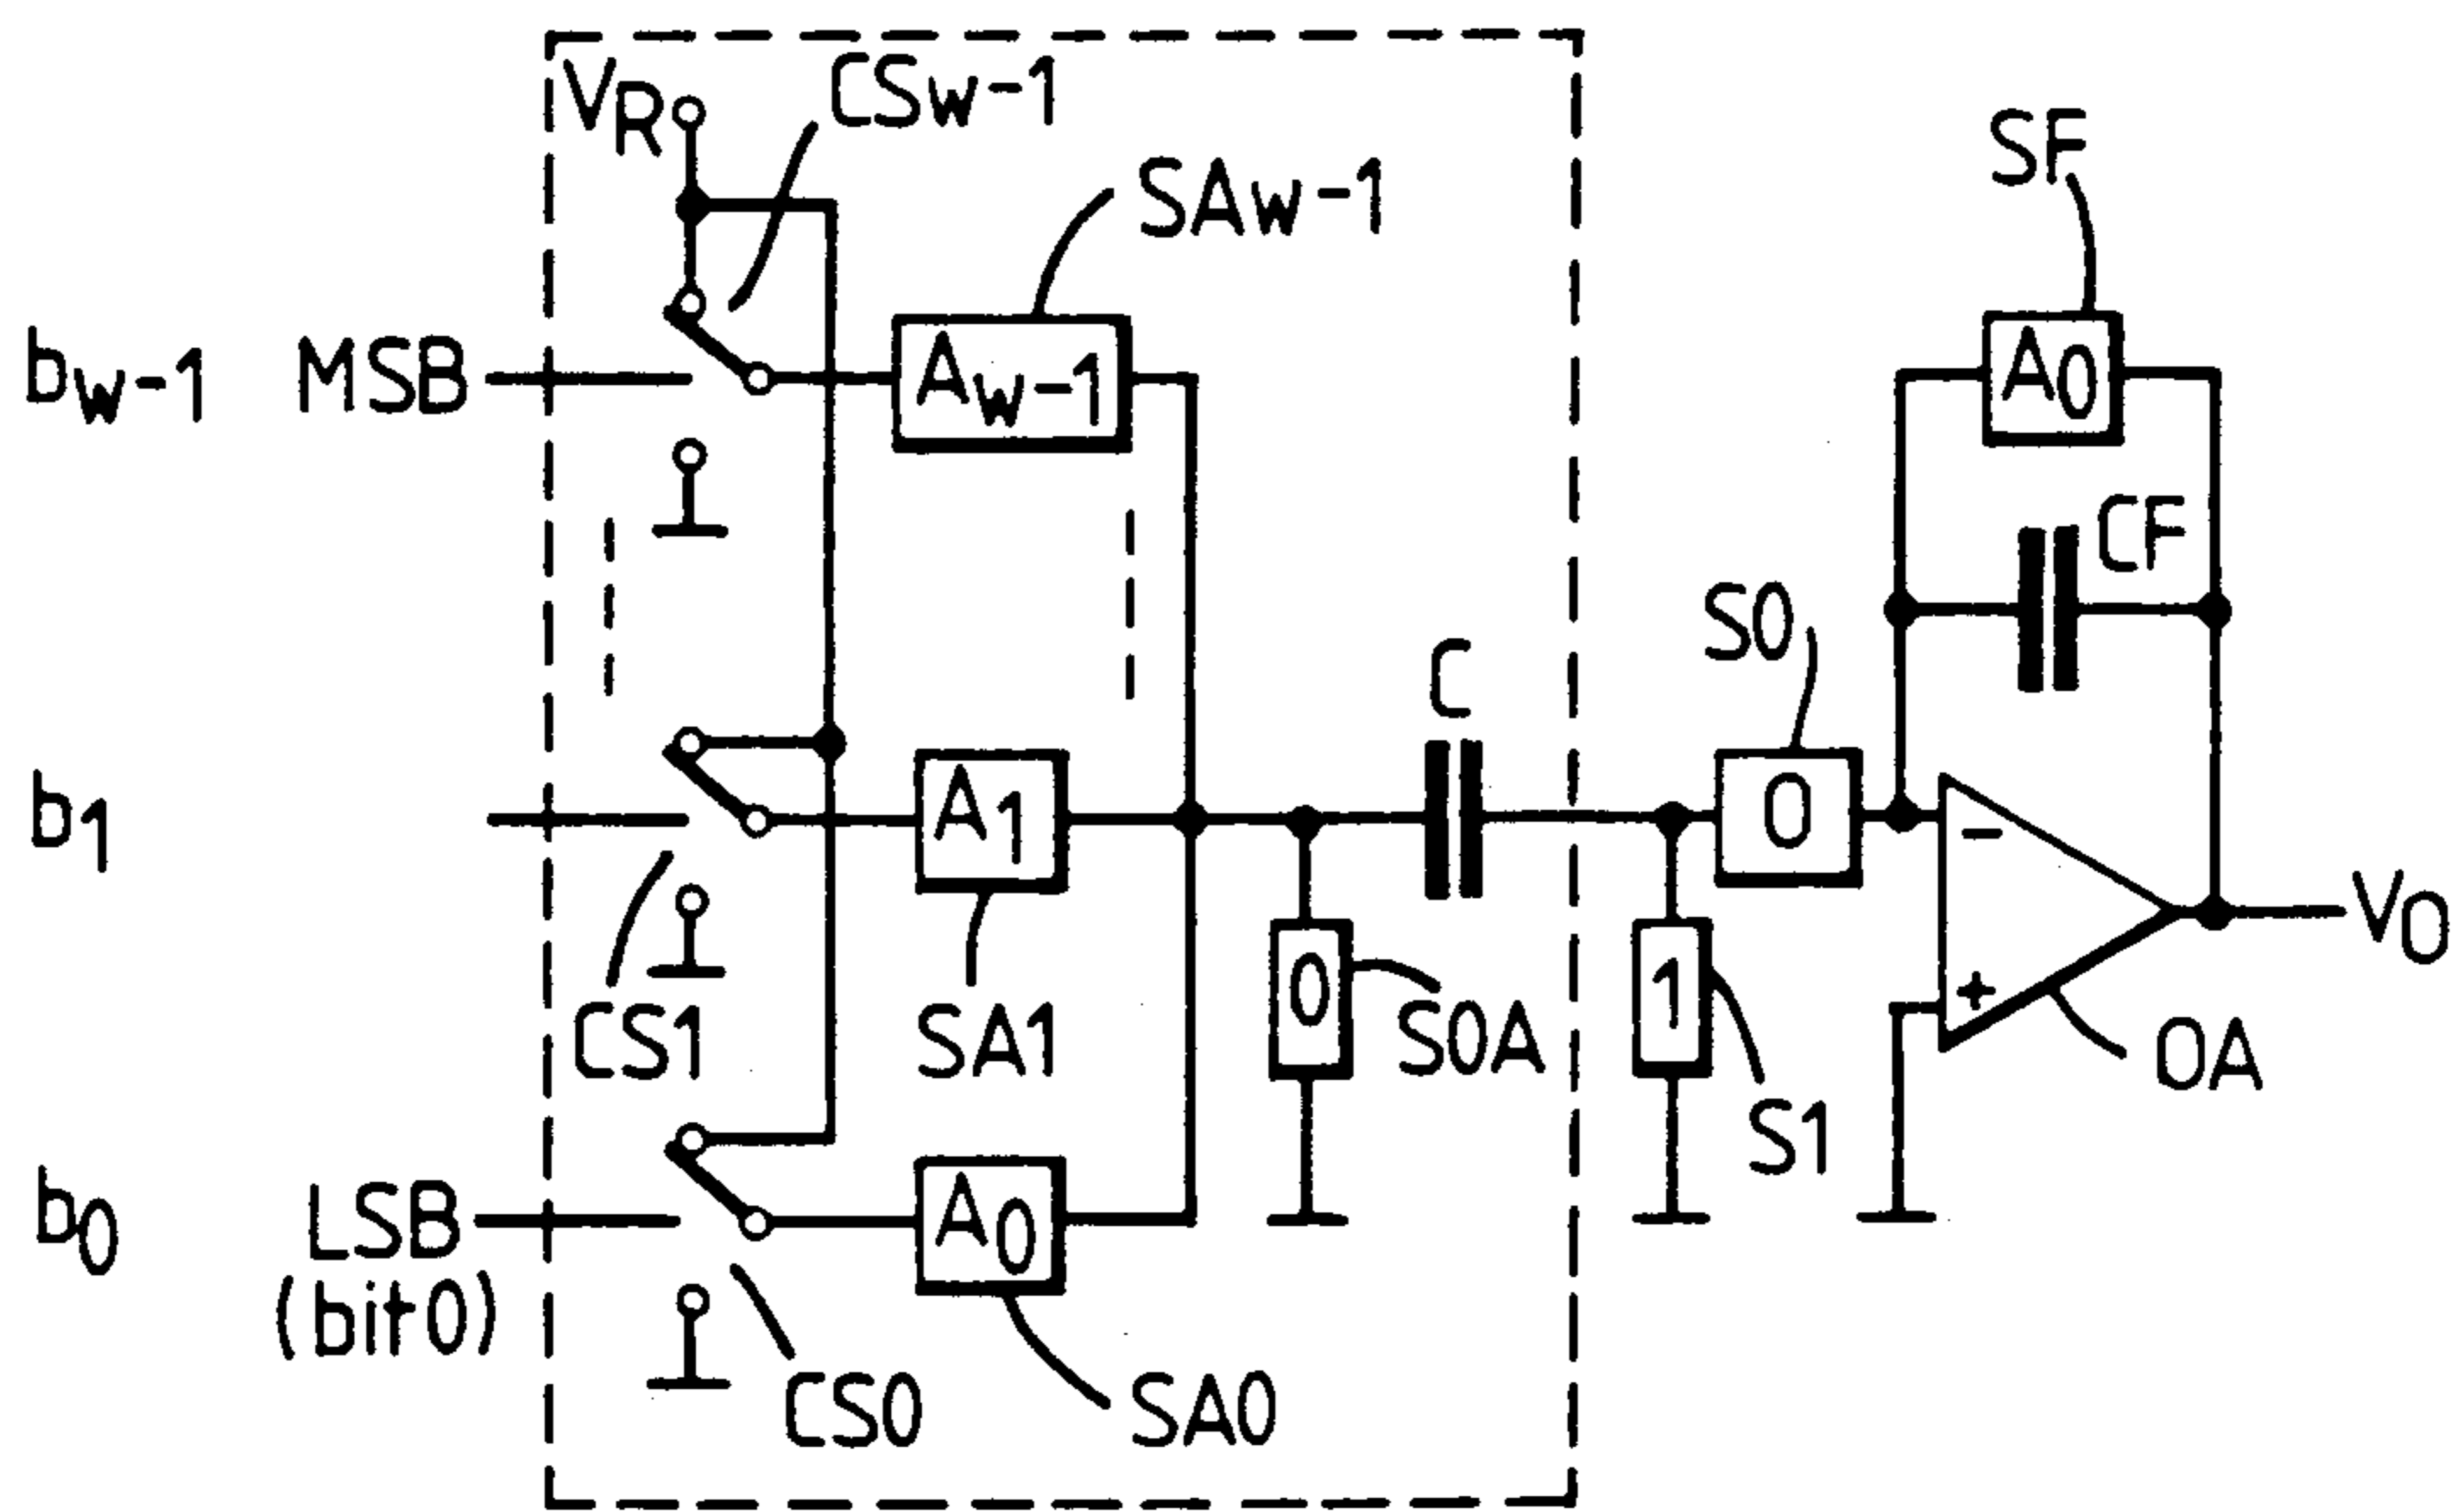 VR
CSW-1
SAW-1
SF
bW-1 MSB
AW-1
A0
CF
S0
C
b1
A1
0
-
+
VO
CS1
SA1
0
S0A
1
S1
OA
b0
LSB
(bit0)
A0
CS0
SA0